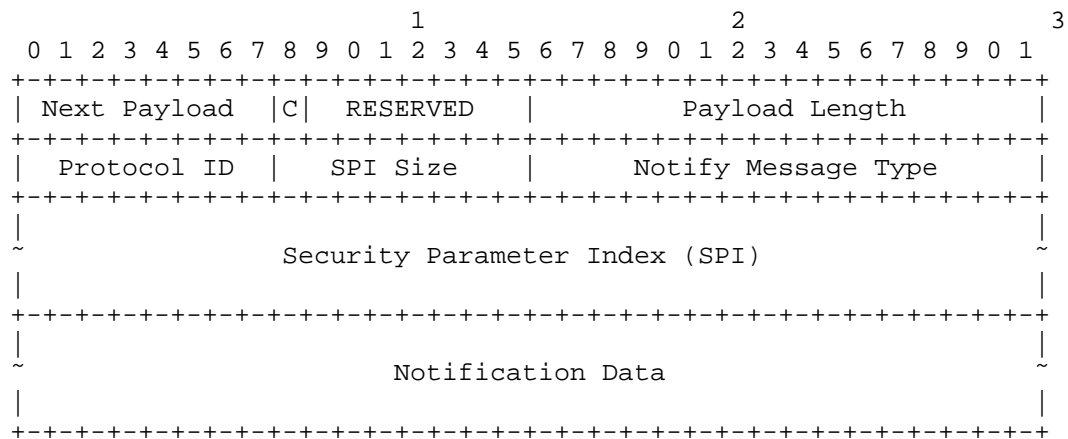 1                   2                   3
 0 1 2 3 4 5 6 7 8 9 0 1 2 3 4 5 6 7 8 9 0 1 2 3 4 5 6 7 8 9 0 1
+-+-+-+-+-+-+-+-+-+-+-+-+-+-+-+-+-+-+-+-+-+-+-+-+-+-+-+-+-+-+-+-+
| Next Payload  |C|  RESERVED   |         Payload Length        |
+-+-+-+-+-+-+-+-+-+-+-+-+-+-+-+-+-+-+-+-+-+-+-+-+-+-+-+-+-+-+-+-+
|  Protocol ID  |   SPI Size    |      Notify Message Type      |
+-+-+-+-+-+-+-+-+-+-+-+-+-+-+-+-+-+-+-+-+-+-+-+-+-+-+-+-+-+-+-+-+
|                                                               |
~                Security Parameter Index (SPI)                 ~
|                                                               |
+-+-+-+-+-+-+-+-+-+-+-+-+-+-+-+-+-+-+-+-+-+-+-+-+-+-+-+-+-+-+-+-+
|                                                               |
~                       Notification Data                       ~
|                                                               |
+-+-+-+-+-+-+-+-+-+-+-+-+-+-+-+-+-+-+-+-+-+-+-+-+-+-+-+-+-+-+-+-+